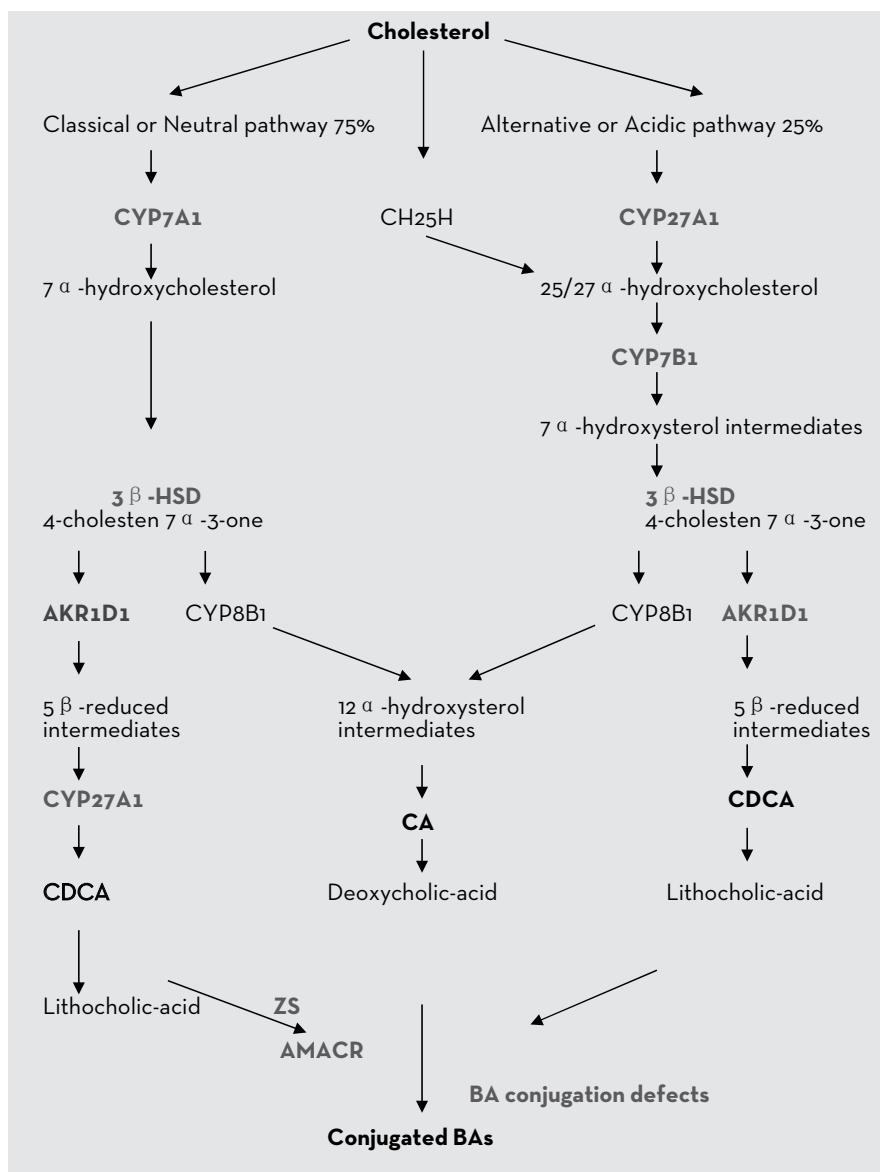 Cholesterol
Classical or Neutral pathway 75%
Alternative or Acidic pathway 25%
CYP7A1
CH25H
CYP27A1
7 α -hydroxycholesterol
25/27 α -hydroxycholesterol
CYP7B1
7 α -hydroxysterol intermediates
3 β -HSD
4-cholesten 7 α -3-one
3 β -HSD
4-cholesten 7 α -3-one
AKR1D1
CYP8B1
CYP8B1
AKR1D1
5 β -reduced
intermediates
12 α -hydroxysterol
intermediates
5 β -reduced
intermediates
CYP27A1
CA
CDCA
CDCA
Deoxycholic-acid
Lithocholic-acid
Lithocholic-acid
ZS
AMACR
BA conjugation defects
Conjugated BAs